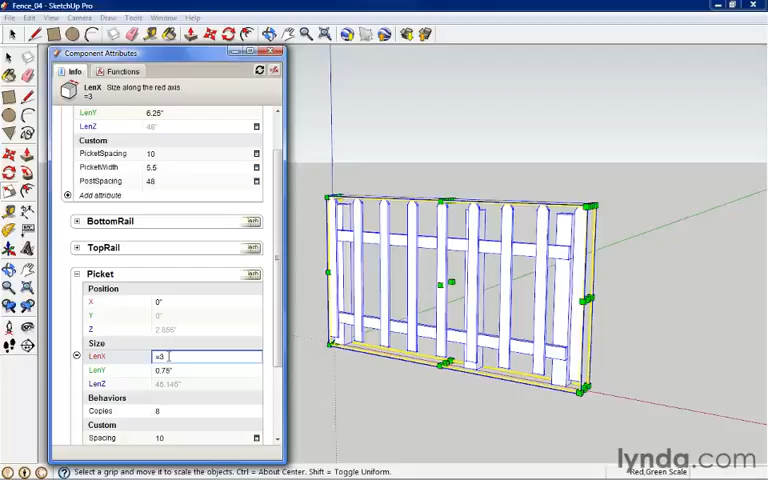 Fence_04 - SketchUp Pro
File Edit View Camera Draw Tools Window Help
Component Attributes
Info Functions
LenX Size along the red axis.
=3
LenY 6.25"
LenZ 48"
Custom
PicketSpacing 10
PicketWidth 5.5
PostSpacing 48
Add attribute
BottomRail inch
TopRail inch
Picket inch
Position
X 0"
Y 0"
Z 2.856"
Size
LenX =3
LenY 0.75"
LenZ 45.145"
Behaviors
Copies 8
Custom
Spacing 10
Select a grip and move it to scale the objects. Ctrl = About Center. Shift = Toggle Uniform.
Red,Green Scale
lynda.com